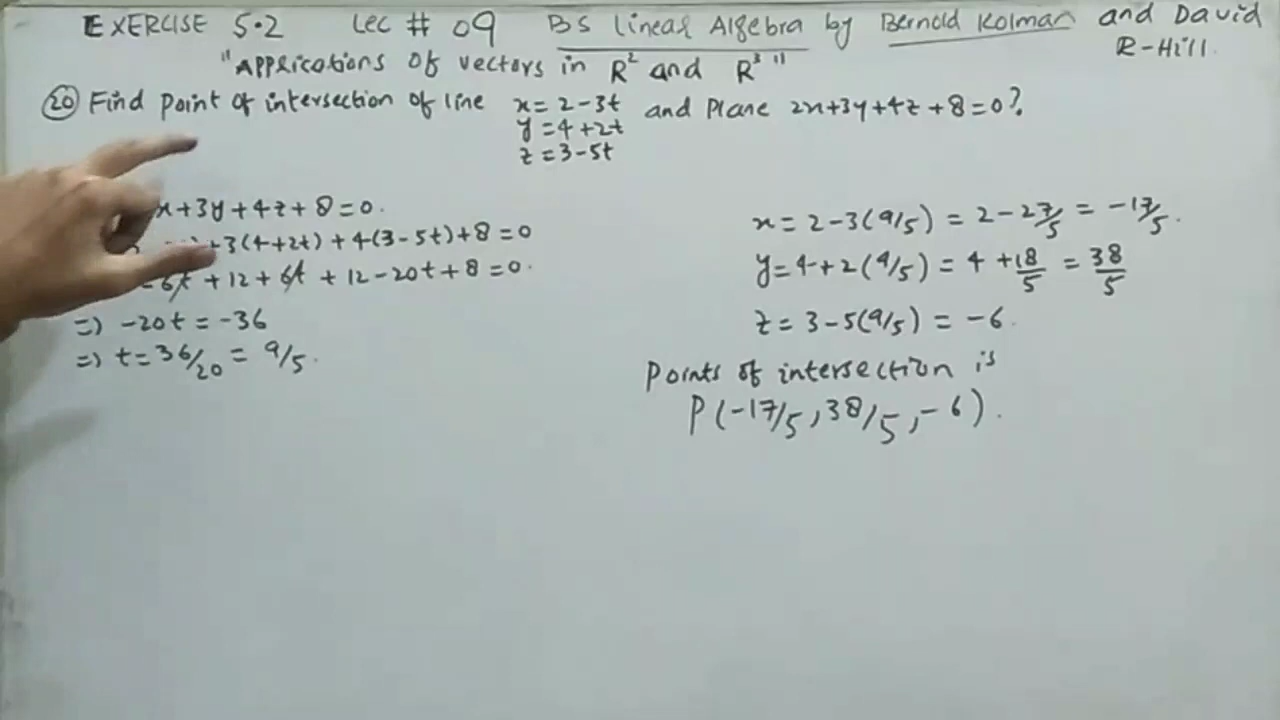 EXERCISE 5.2 Lec # 09 BS Linear Algebra by Bernold Kolman and David R-Hill.
"Applications of vectors in R² and R³"
(20) Find point of intersection of line x = 2-3t and plane 2x+3y+4z+8=0?
y = 4+2t
z = 3-5t
x+3y+4z+8=0.
+3(4+2t)+4(3-5t)+8=0
-6t+12+6t+12-20t+8=0.
=) -20t = -36
=) t = 36/20 = 9/5.
x = 2-3(9/5) = 2-27/5 = -17/5.
y = 4+2(9/5) = 4+18/5 = 38/5
z = 3-5(9/5) = -6.
Points of intersection is
P(-17/5, 38/5, -6).